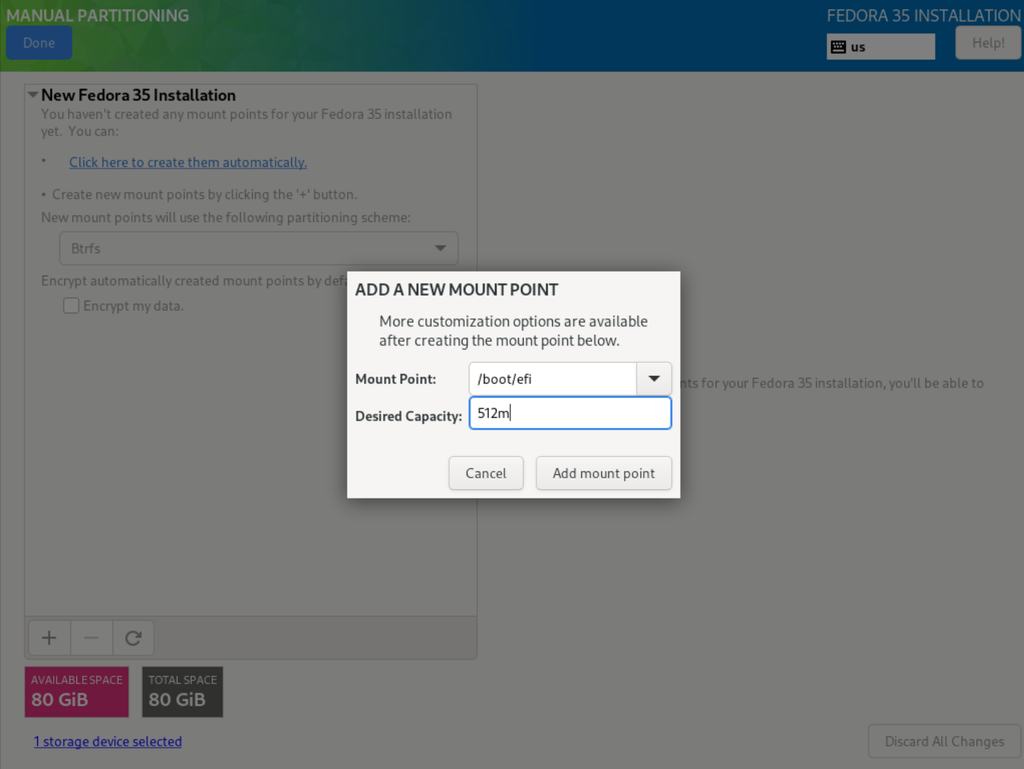 MANUAL PARTITIONING
FEDORA 35 INSTALLATION
Done
us
Help!
New Fedora 35 Installation
You haven't created any mount points for your Fedora 35 installation
yet. You can:
• Click here to create them automatically.
• Create new mount points by clicking the '+' button.
New mount points will use the following partitioning scheme:
Btrfs
Encrypt automatically created mount points by
Encrypt my data.
ADD A NEW MOUNT POINT
More customization options are available
after creating the mount point below.
Mount Point:
/boot/efi
for your Fedora 35 installation, you'll be able to
Desired Capacity:
512m
Cancel
Add mount point
AVAILABLE SPACE
80 GiB
TOTAL SPACE
80 GiB
1 storage device selected
Discard All Changes